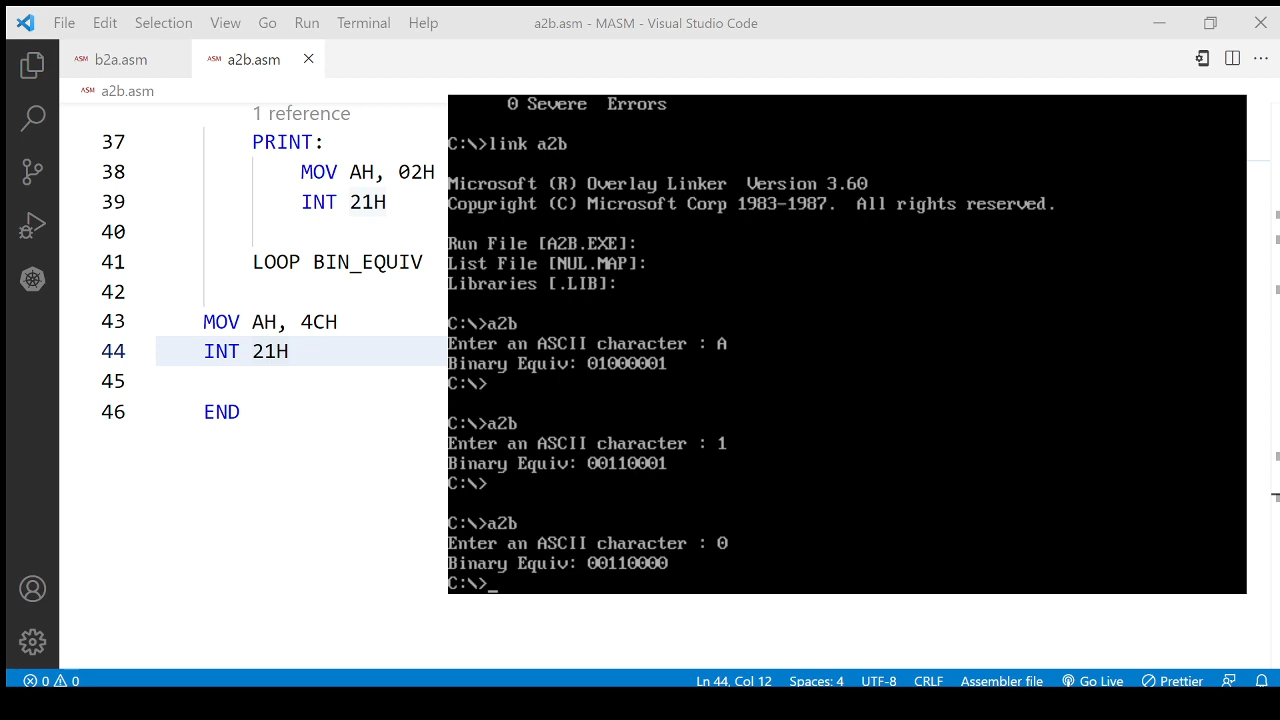 File Edit Selection View Go Run Terminal Help a2b.asm - MASM - Visual Studio Code
ASM b2a.asm ASM a2b.asm
ASM a2b.asm
1 reference
37 PRINT:
38 MOV AH, 02H
39 INT 21H
40
41 LOOP BIN_EQUIV
42
43 MOV AH, 4CH
44 INT 21H
45
46 END
0 Severe Errors
C:\>link a2b
Microsoft (R) Overlay Linker Version 3.60
Copyright (C) Microsoft Corp 1983-1987. All rights reserved.
Run File [A2B.EXE]:
List File [NUL.MAP]:
Libraries [.LIB]:
C:\>a2b
Enter an ASCII character : A
Binary Equiv: 01000001
C:\>
C:\>a2b
Enter an ASCII character : 1
Binary Equiv: 00110001
C:\>
C:\>a2b
Enter an ASCII character : 0
Binary Equiv: 00110000
C:\>_
0 0 Ln 44, Col 12 Spaces: 4 UTF-8 CRLF Assembler file Go Live Prettier